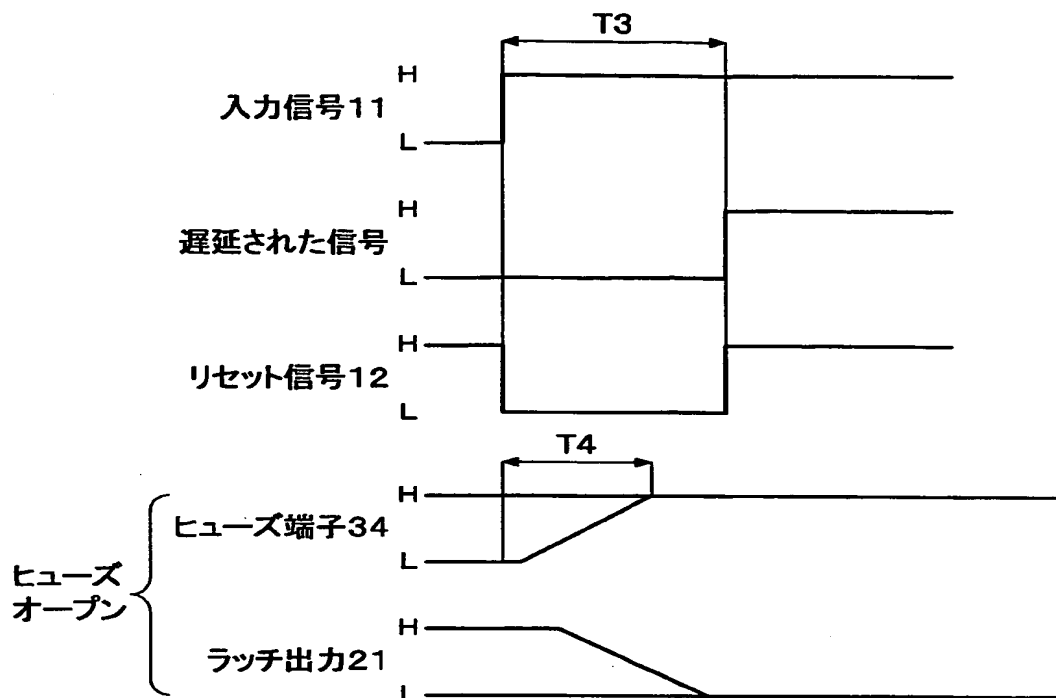 T3
H
入力信号11
L
H
遅延された信号
L
H
リセット信号12
L
T4
H
ヒューズ端子34
L
ヒューズ
オープン
H
ラッチ出力21
L